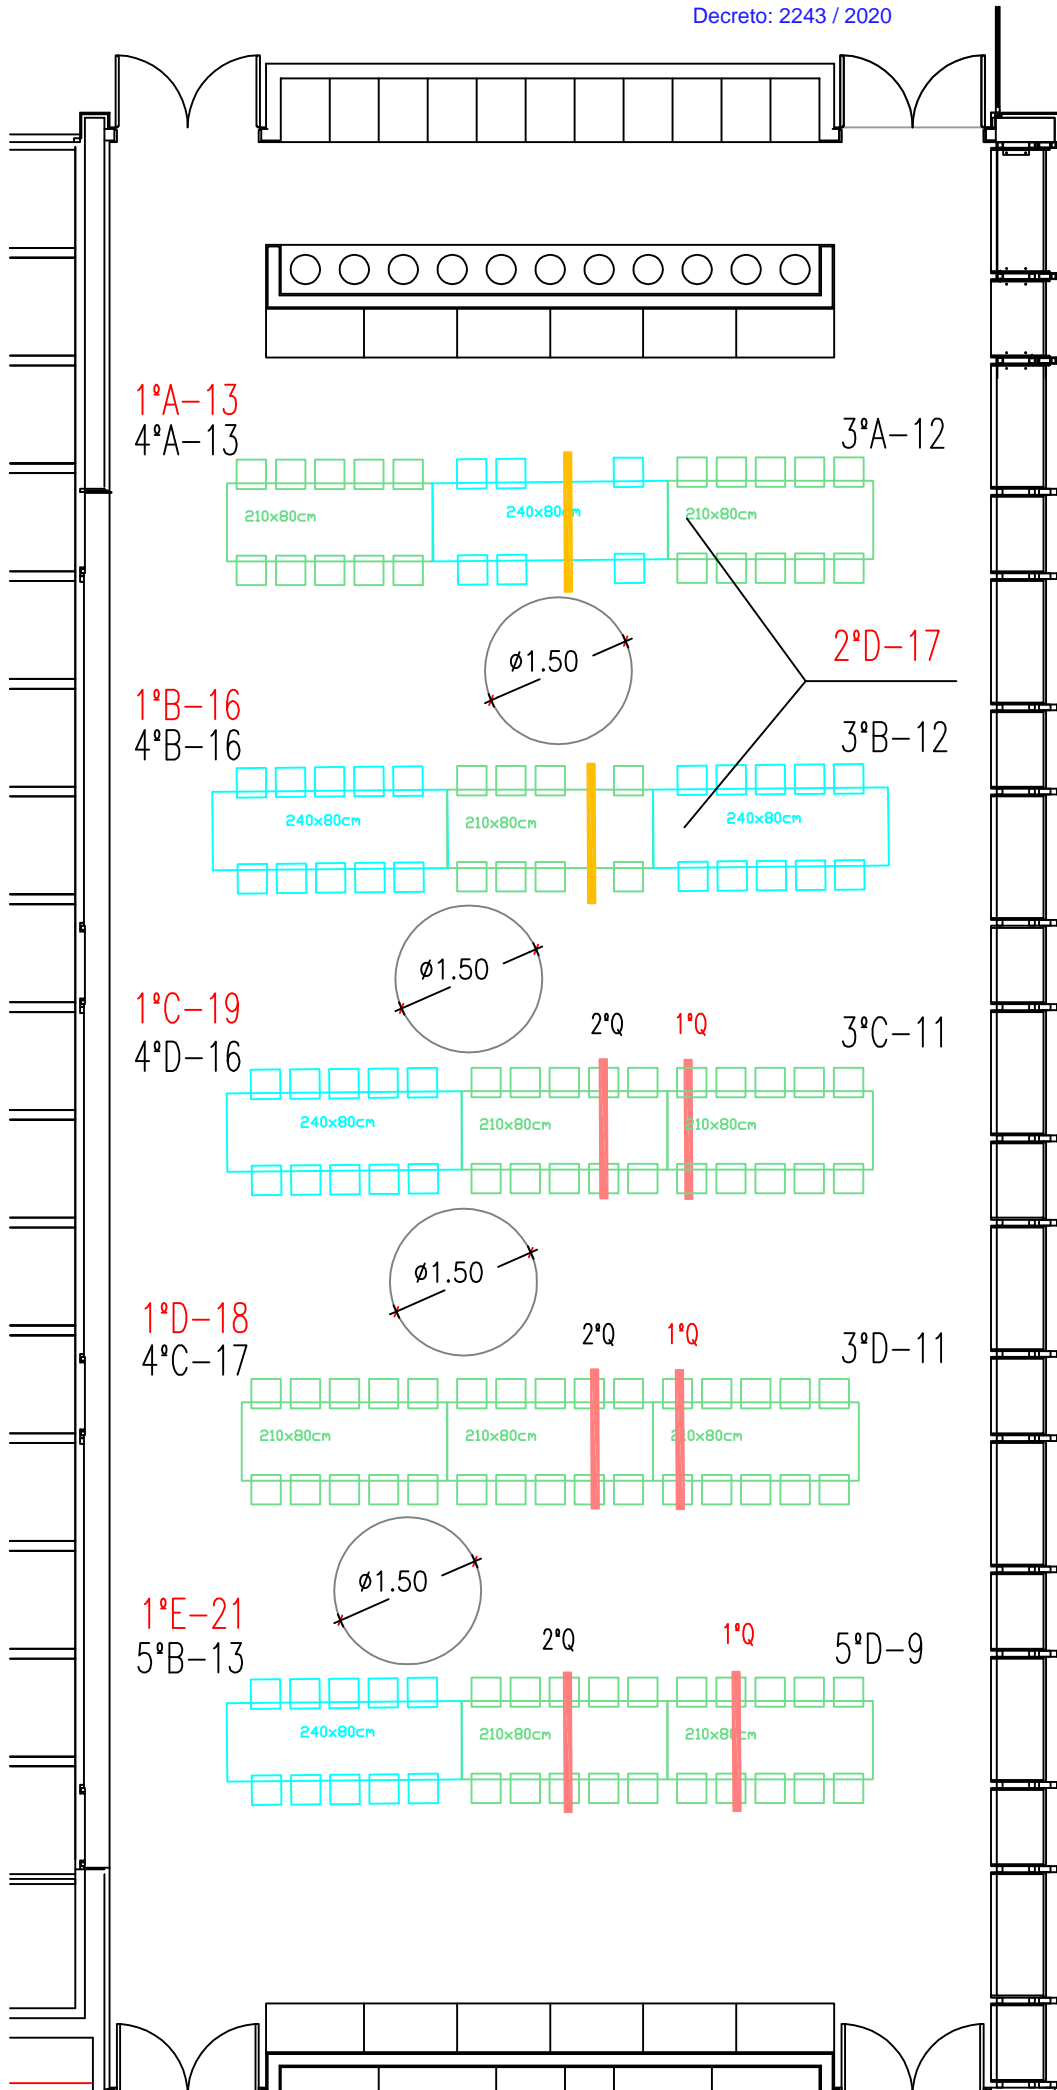 Decreto: 2243 / 2020
1ºA-13
4ºA-13
3ºA-12
210x80cm
240x80cm
210x80cm
2ºD-17
ø1.50
1ºB-16
4ºB-16
3ºB-12
240x80cm
210x80cm
240x80cm
ø1.50
1ºC-19
4ºD-16
2ºQ
1ºQ
3ºC-11
240x80cm
210x80cm
210x80cm
ø1.50
1ºD-18
4ºC-17
2ºQ
1ºQ
3ºD-11
210x80cm
210x80cm
210x80cm
ø1.50
1ºE-21
5ºB-13
2ºQ
1ºQ
5ºD-9
240x80cm
210x80cm
210x80cm